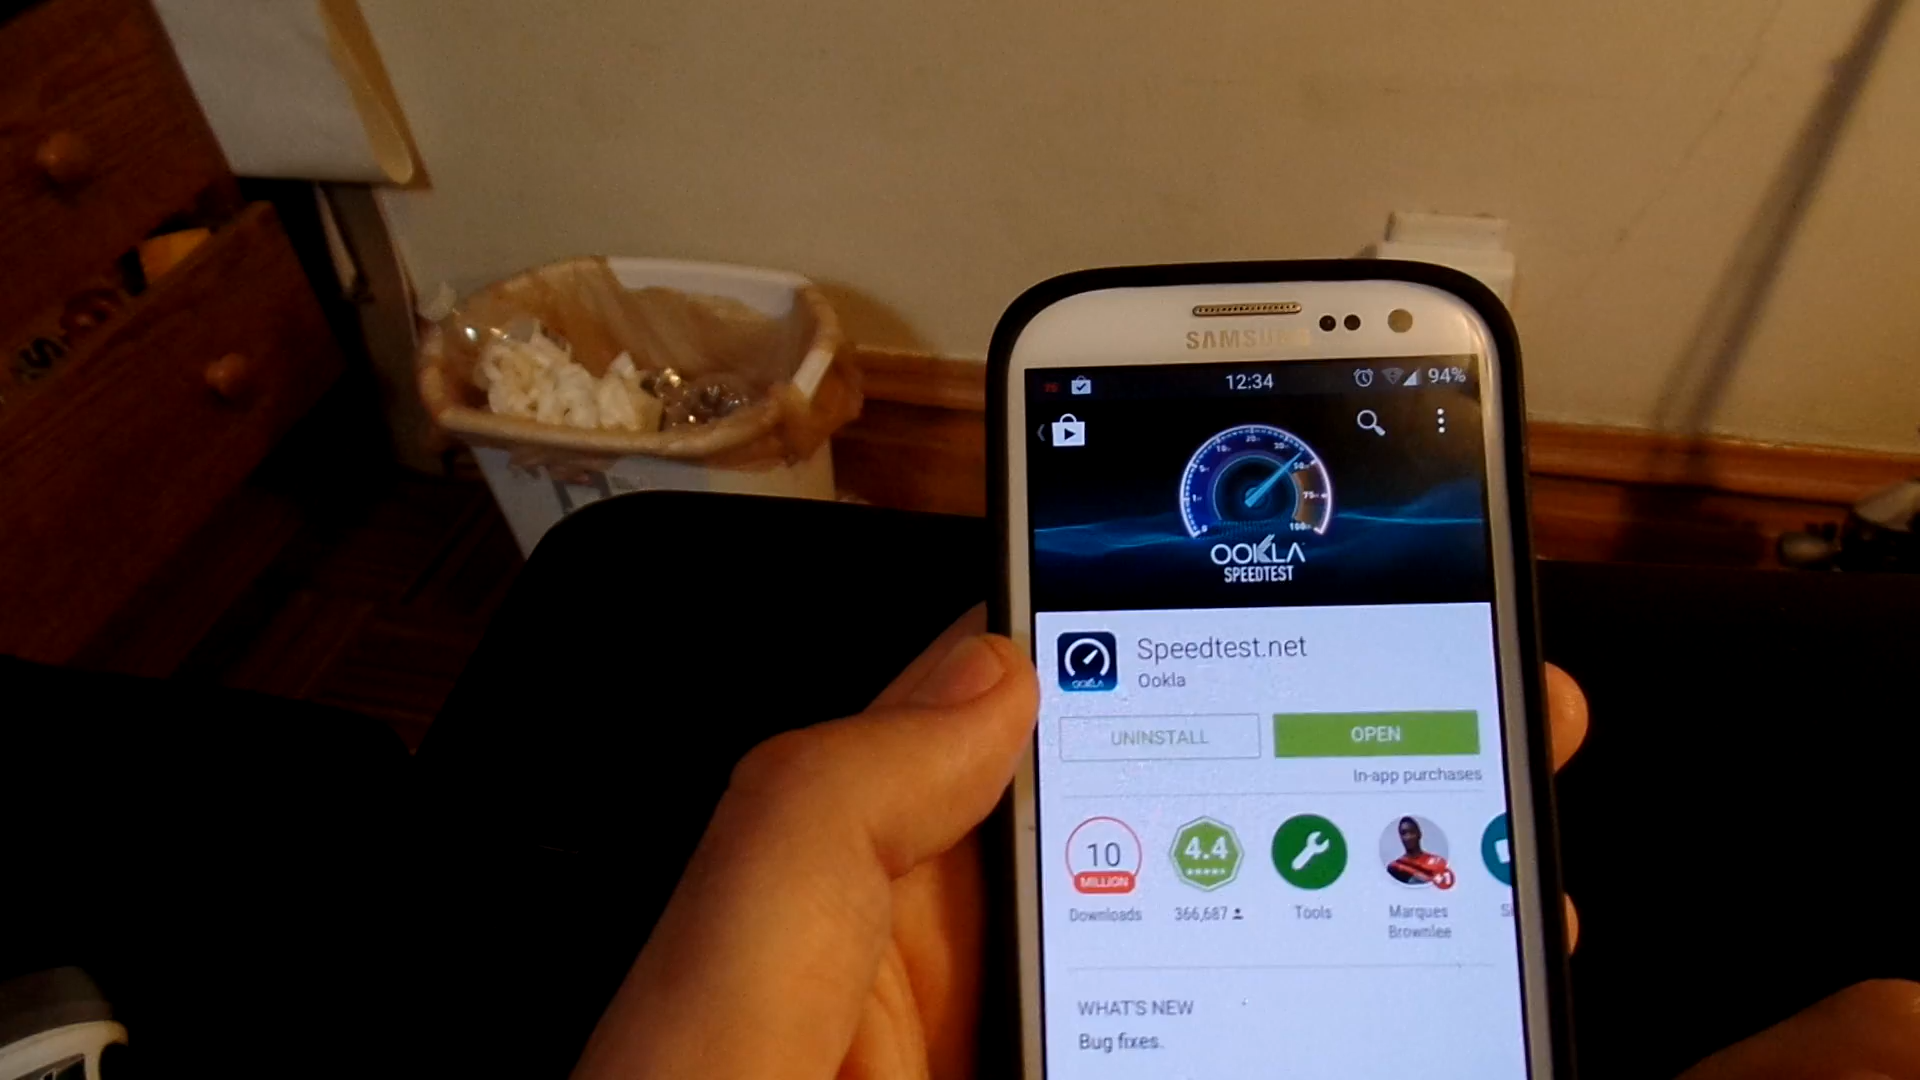 SAMSUNG
12:34
94%
OOKLA
SPEEDTEST
Speedtest.net
Ookla
UNINSTALL
OPEN
In-app purchases
10
MILLION
4.4
+1
Downloads
366,687
Tools
Marques
Brownlee
WHAT'S NEW
Bug fixes.